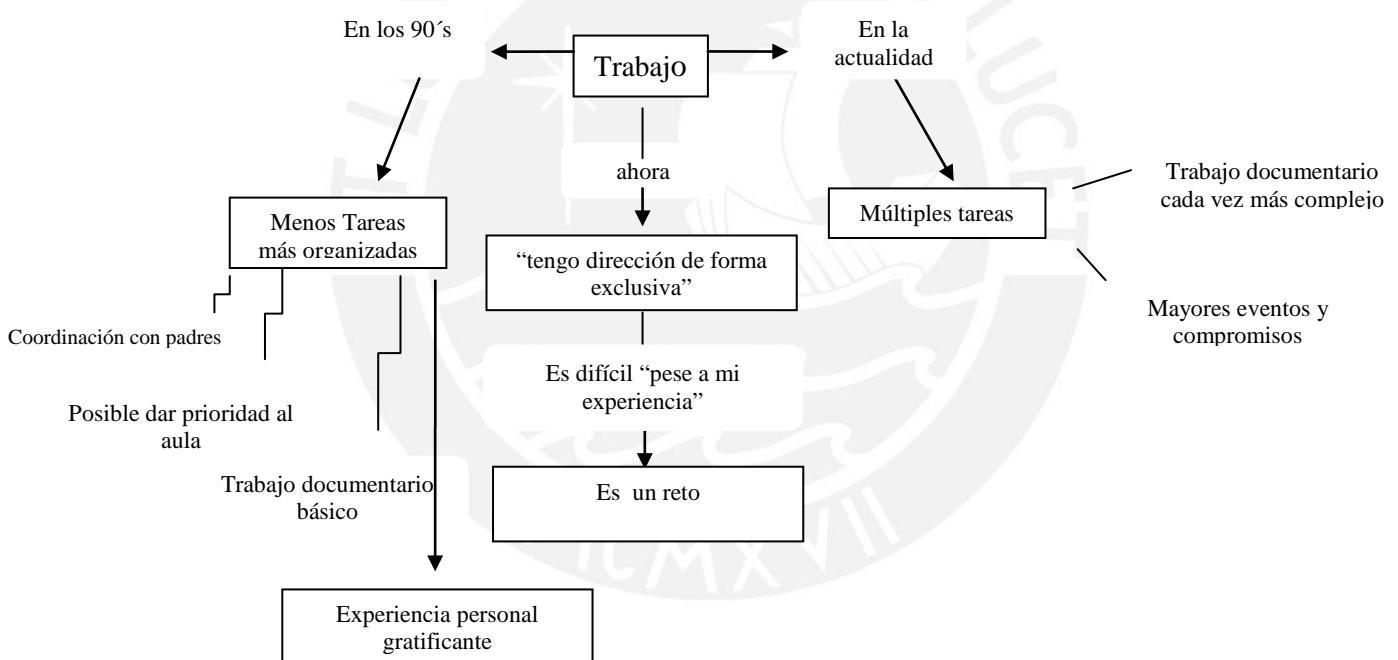 En los 90´s
Trabajo
En la
actualidad
ahora
Menos Tareas
más organizadas
“tengo dirección de forma
exclusiva”
Múltiples tareas
Trabajo documentario
cada vez más complejo
Mayores eventos y
compromisos
Coordinación con padres
Posible dar prioridad al
aula
Trabajo documentario
básico
Es difícil “pese a mi
experiencia”
Es un reto
Experiencia personal
gratificante
LUCET
ICMXVII